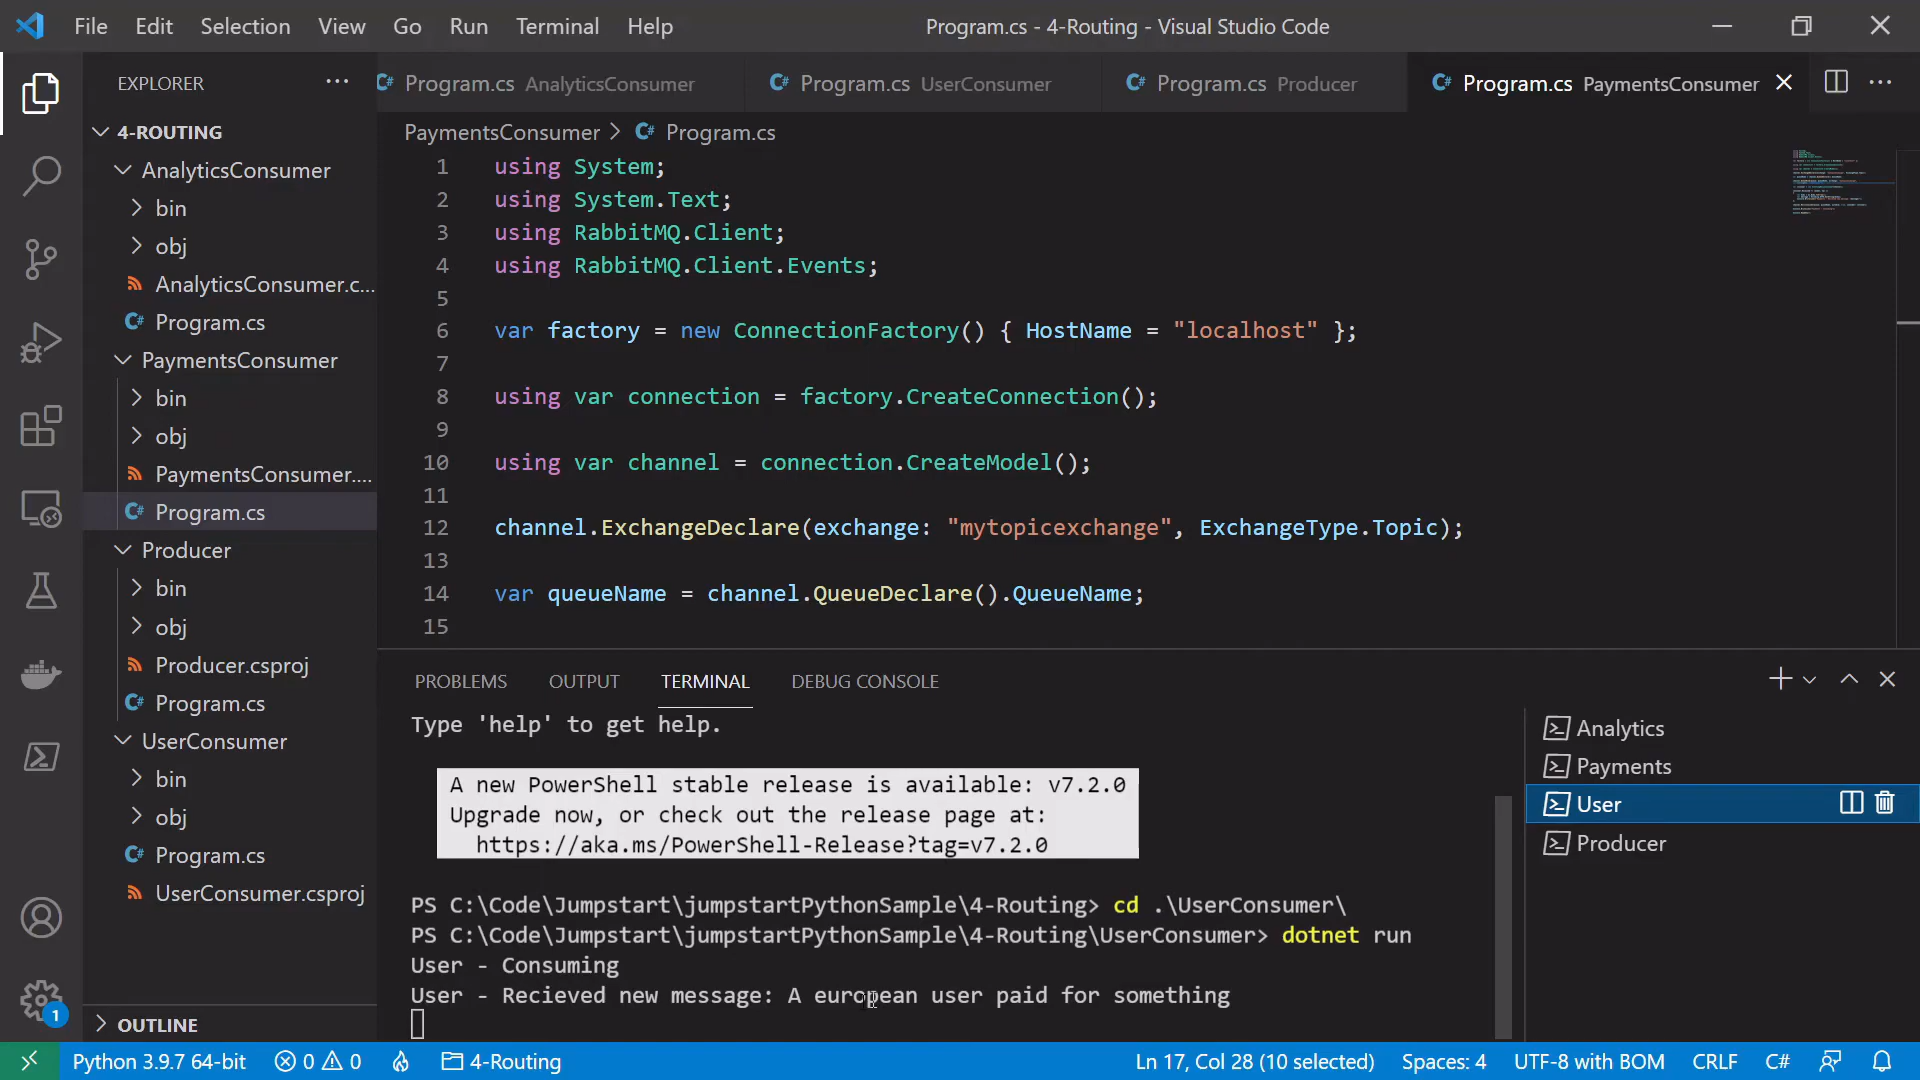 File Edit Selection View Go Run Terminal Help
Program.cs - 4-Routing - Visual Studio Code
EXPLORER
4-ROUTING
AnalyticsConsumer
bin
obj
AnalyticsConsumer.c...
Program.cs
PaymentsConsumer
bin
obj
PaymentsConsumer....
Program.cs
Producer
bin
obj
Producer.csproj
Program.cs
UserConsumer
bin
obj
Program.cs
UserConsumer.csproj
OUTLINE
Program.cs AnalyticsConsumer
Program.cs UserConsumer
Program.cs Producer
Program.cs PaymentsConsumer
PaymentsConsumer > Program.cs
1 using System;
2 using System.Text;
3 using RabbitMQ.Client;
4 using RabbitMQ.Client.Events;
5
6 var factory = new ConnectionFactory() { HostName = "localhost" };
7
8 using var connection = factory.CreateConnection();
9
10 using var channel = connection.CreateModel();
11
12 channel.ExchangeDeclare(exchange: "mytopicexchange", ExchangeType.Topic);
13
14 var queueName = channel.QueueDeclare().QueueName;
15
PROBLEMS OUTPUT TERMINAL DEBUG CONSOLE
Type 'help' to get help.
A new PowerShell stable release is available: v7.2.0
Upgrade now, or check out the release page at:
https://aka.ms/PowerShell-Release?tag=v7.2.0
PS C:\Code\Jumpstart\jumpstartPythonSample\4-Routing> cd .\UserConsumer\
PS C:\Code\Jumpstart\jumpstartPythonSample\4-Routing\UserConsumer> dotnet run
User - Consuming
User - Recieved new message: A european user paid for something
Analytics
Payments
User
Producer
1
Python 3.9.7 64-bit 0 0 4-Routing
Ln 17, Col 28 (10 selected) Spaces: 4 UTF-8 with BOM CRLF C#